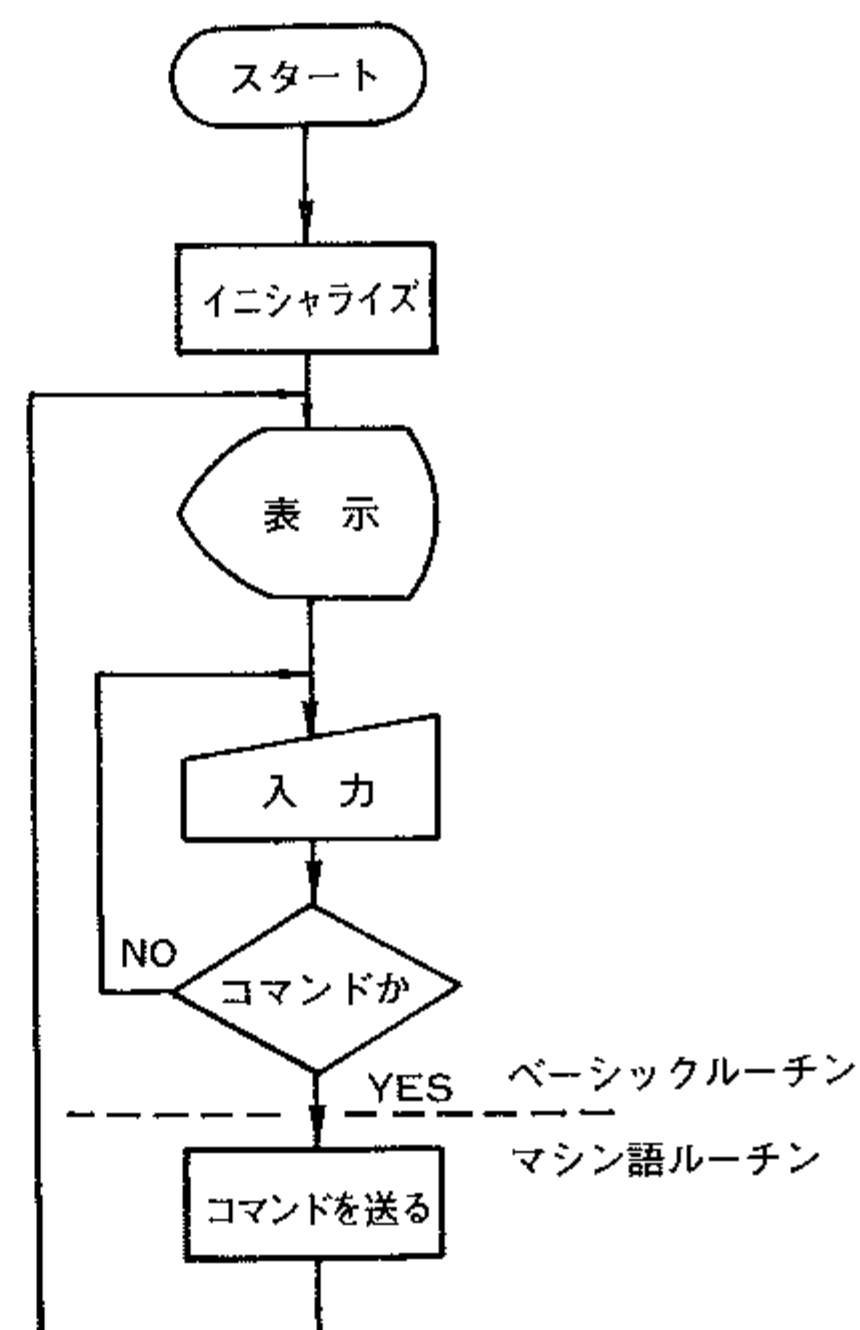 スタート
イニシャライズ
表 示
入 力
NO
コマンドか
YES
ベーシックルーチン
マシン語ルーチン
コマンドを送る